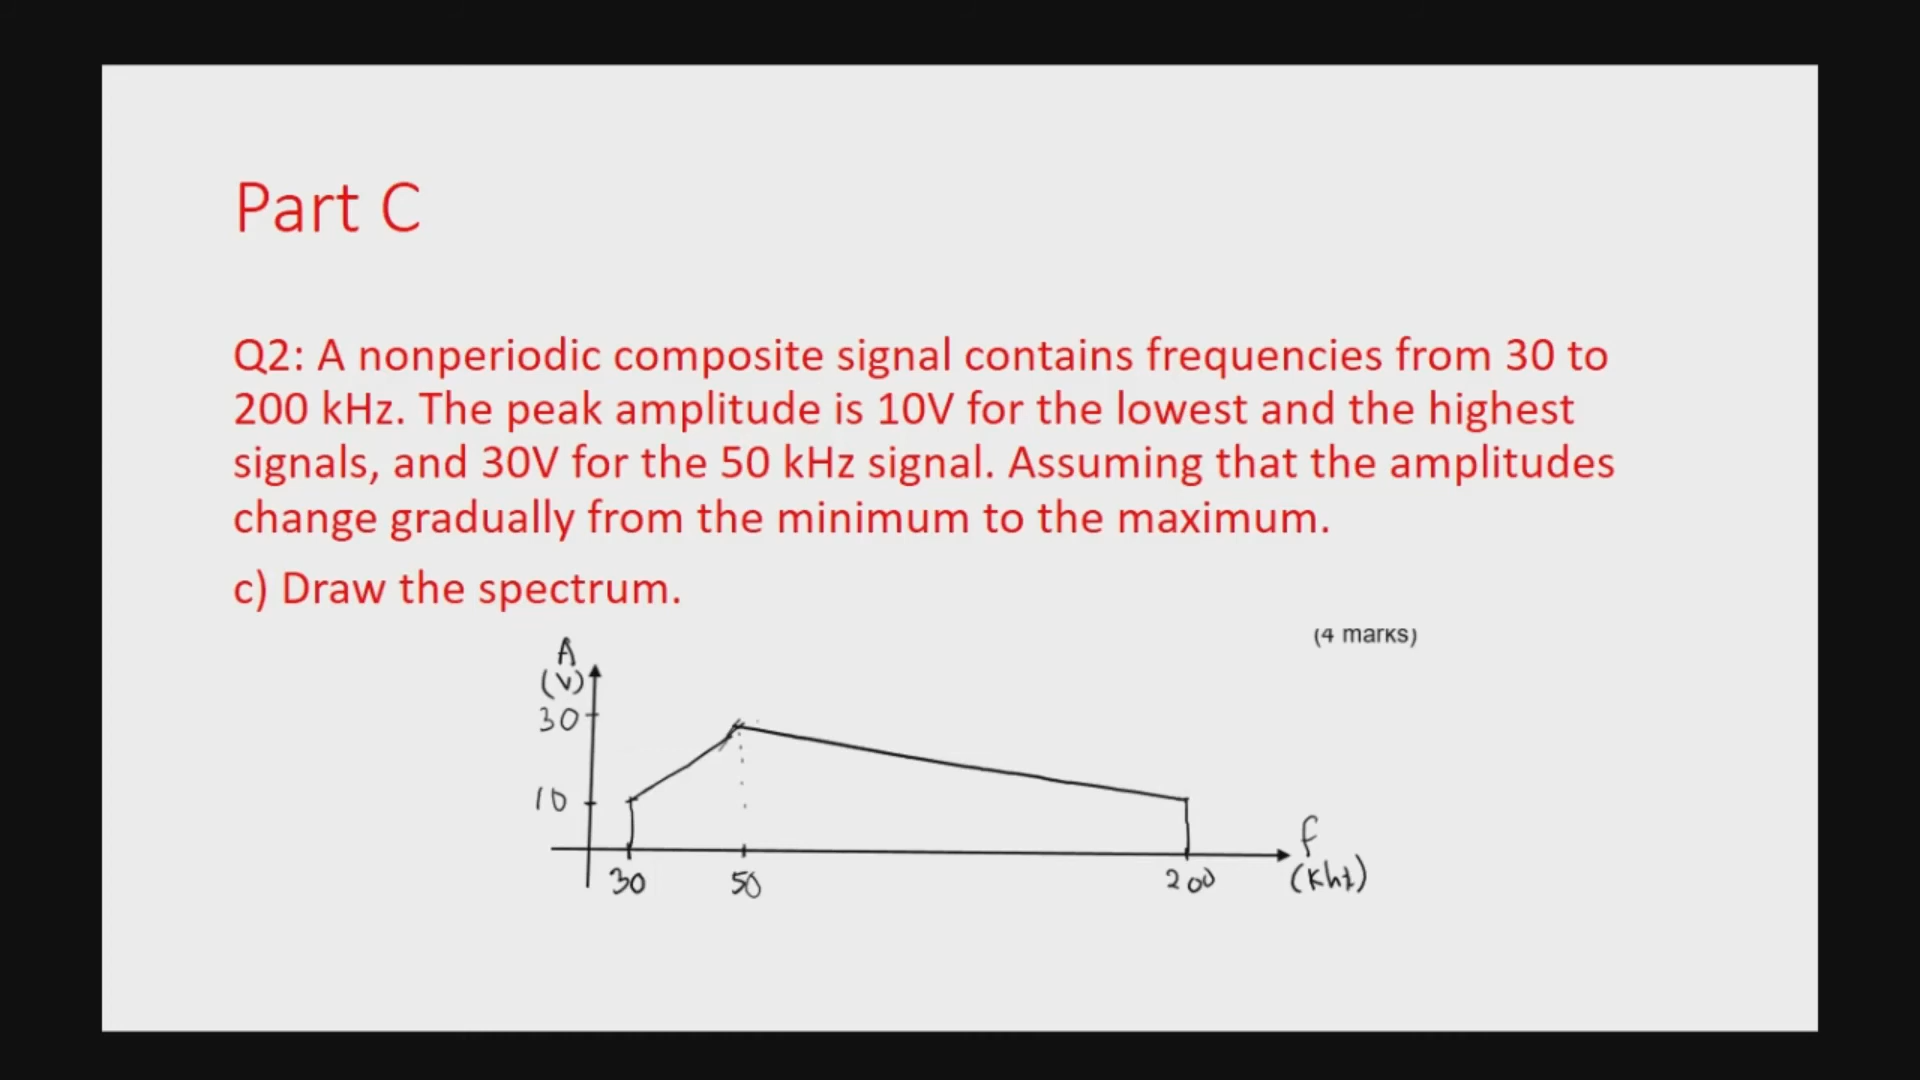 Part C
Q2: A nonperiodic composite signal contains frequencies from 30 to
200 kHz. The peak amplitude is 10V for the lowest and the highest
signals, and 30V for the 50 kHz signal. Assuming that the amplitudes
change gradually from the minimum to the maximum.
c) Draw the spectrum.
(4 marks)
A
(V)
30
10
f
30 50 200 (Khz)